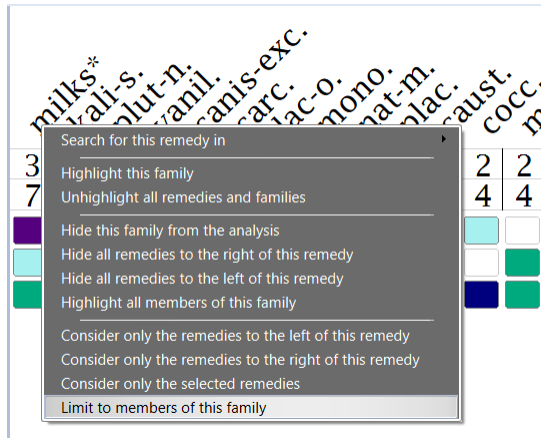 milks*
kali-s.
plut-n.
vanil.
canis-exc.
carc.
lac-o.
mono.
nat-m.
plac.
caust.
cocc.
Search for this remedy in
Highlight this family
Unhighlight all remedies and families
Hide this family from the analysis
Hide all remedies to the right of this remedy
Hide all remedies to the left of this remedy
Highlight all members of this family
Consider only the remedies to the left of this remedy
Consider only the remedies to the right of this remedy
Consider only the selected remedies
Limit to members of this family
3 2 2
7 4 4